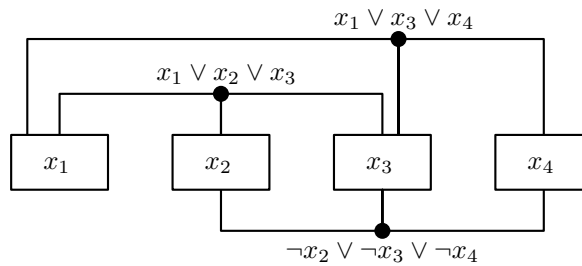 x₁ ∨ x₃ ∨ x₄
x₁ ∨ x₂ ∨ x₃
x₁ x₂ x₃ x₄
¬x₂ ∨ ¬x₃ ∨ ¬x₄